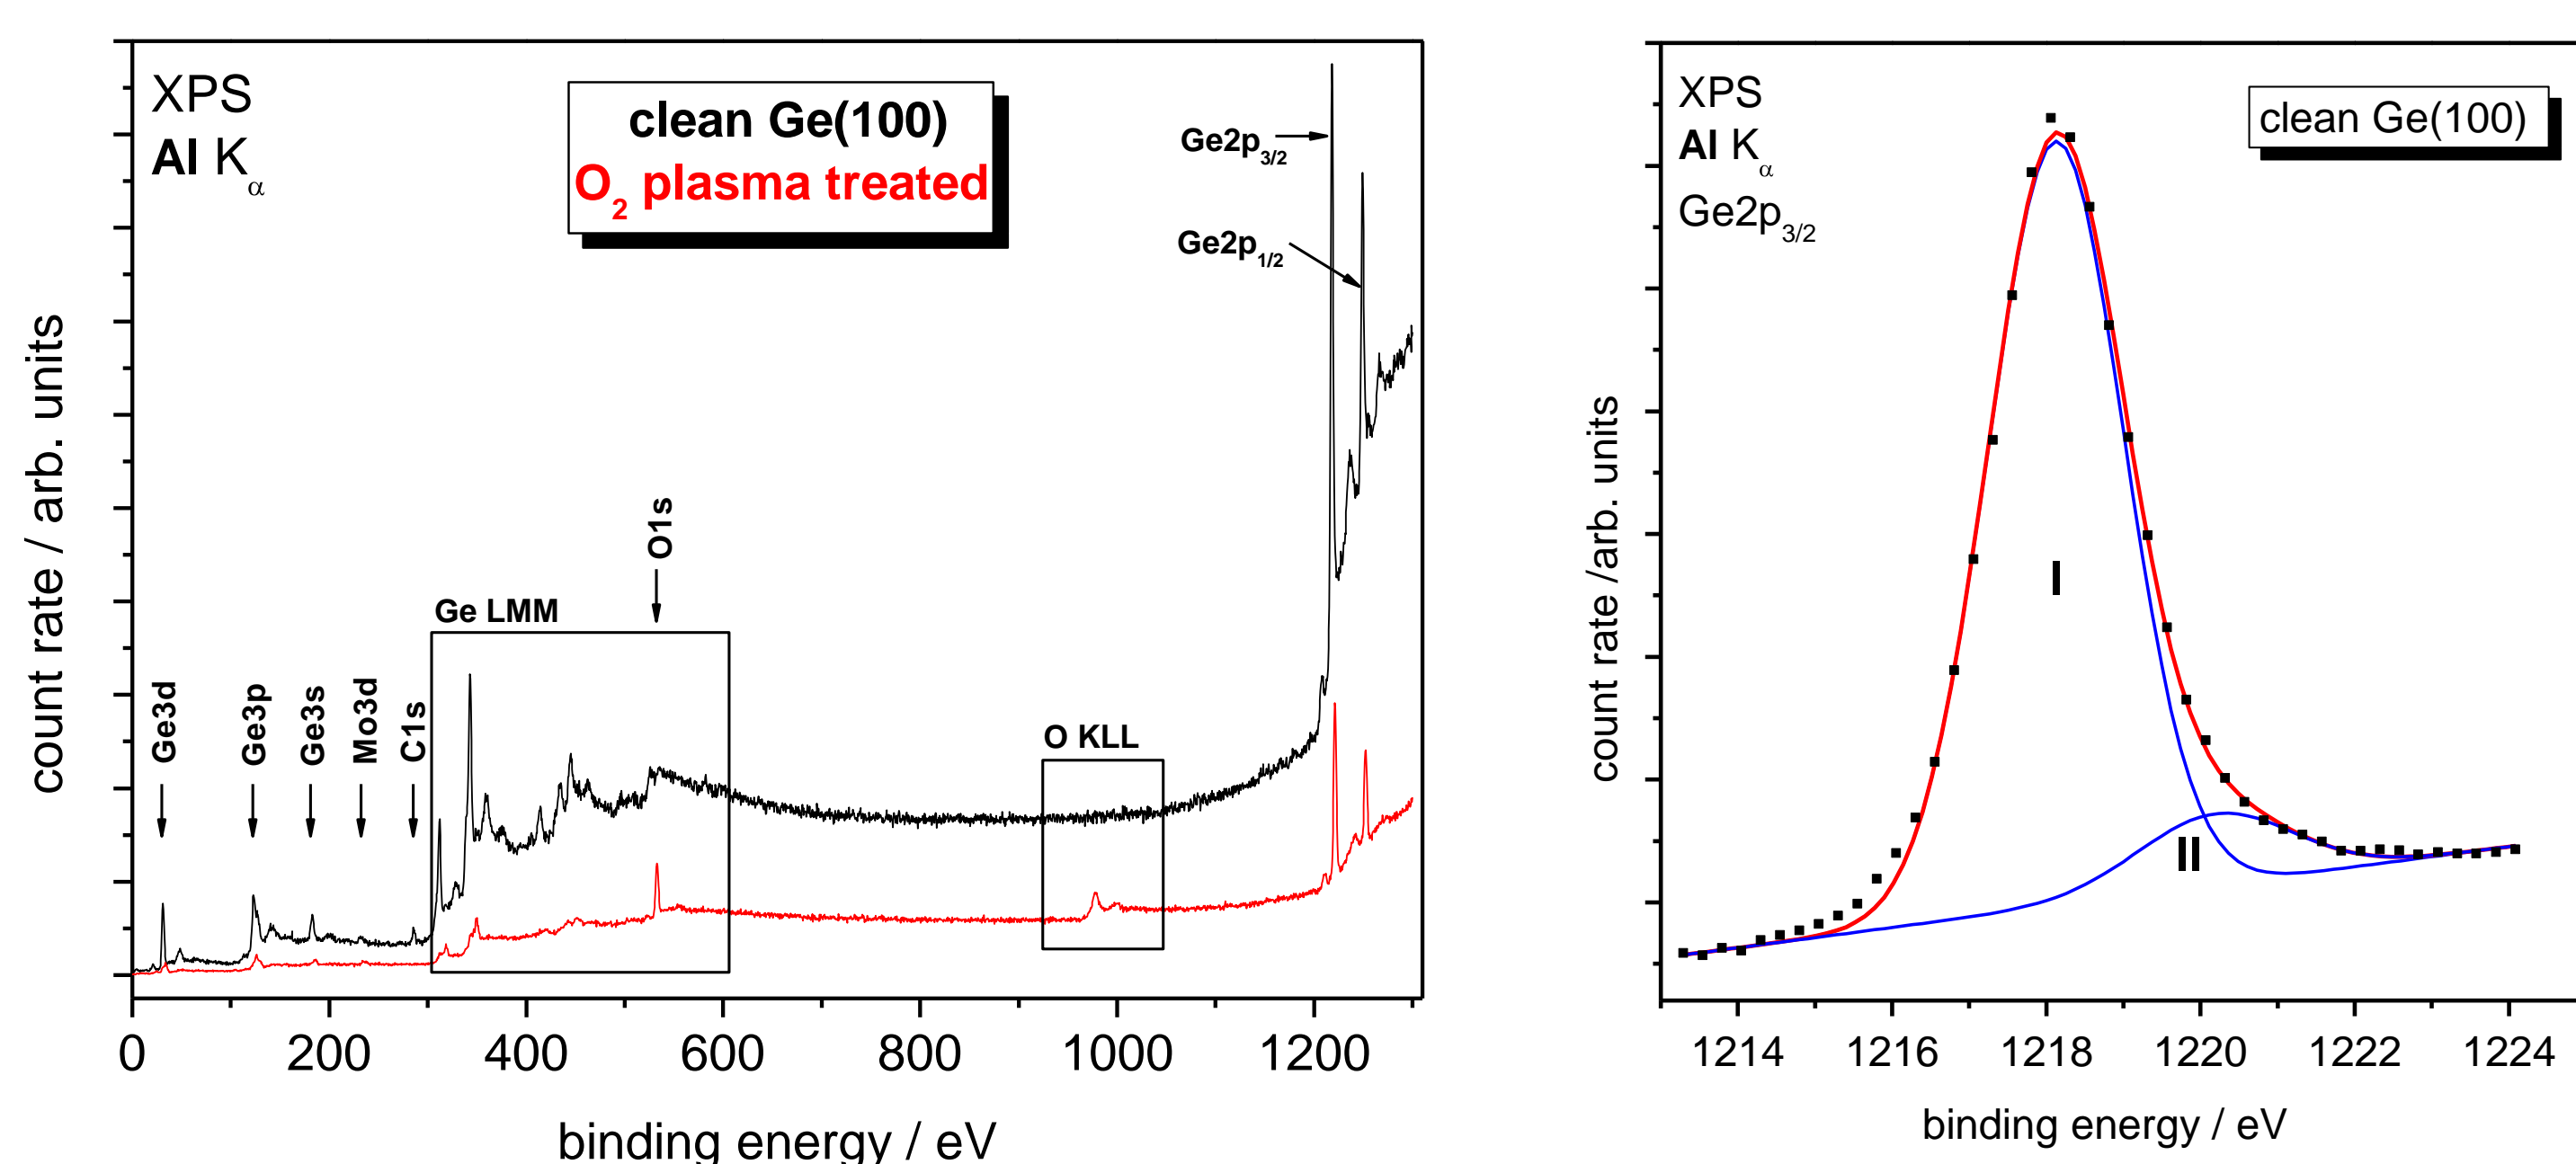 XPS
Al Kα
clean Ge(100)
O2 plasma treated
Ge2p3/2
Ge2p1/2
O1s
Ge LMM
Ge3d
Ge3p
Ge3s
Mo3d
C1s
O KLL
count rate / arb. units
0 200 400 600 800 1000 1200
binding energy / eV
XPS
Al Kα
Ge2p3/2
clean Ge(100)
I
II
count rate /arb. units
1214 1216 1218 1220 1222 1224
binding energy / eV